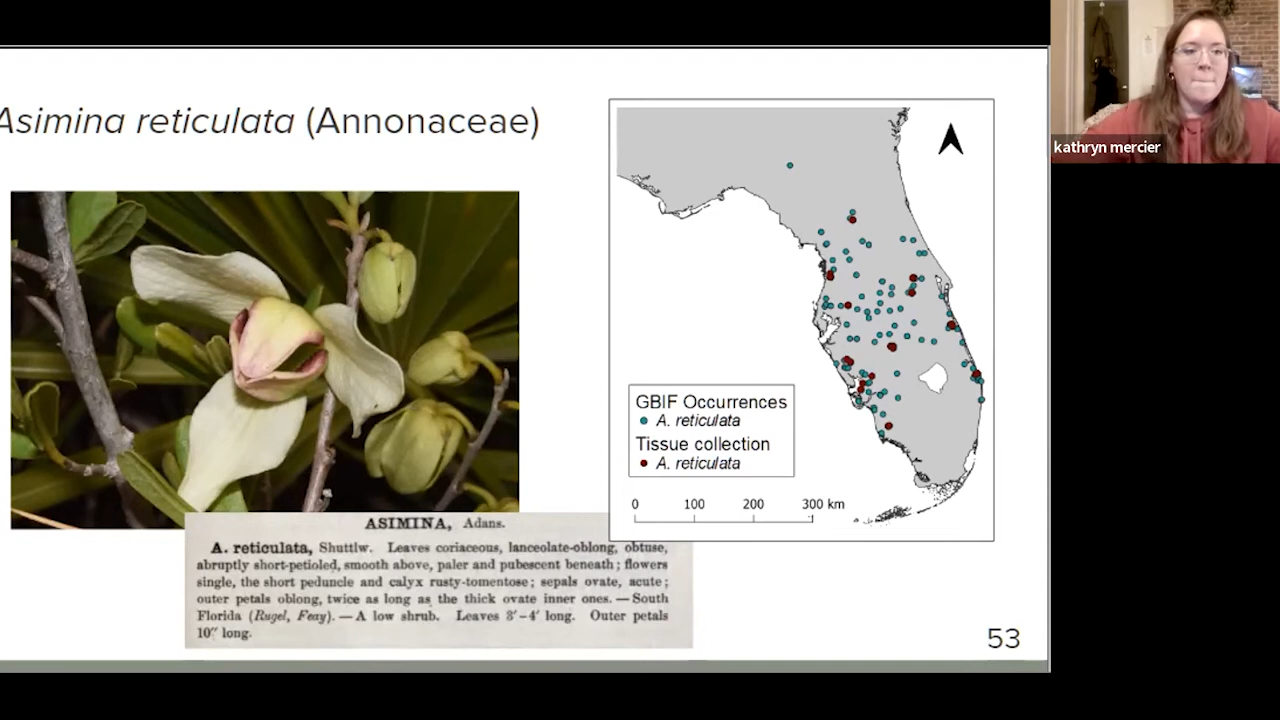 Asimina reticulata (Annonaceae)
GBIF Occurrences
A. reticulata
Tissue collection
A. reticulata
0 100 200 300 km
ASIMINA, Adans.
A. reticulata, Shuttlw. Leaves coriaceous, lanceolate-oblong, obtuse,
abruptly short-petioled, smooth above, paler and pubescent beneath; flowers
single, the short peduncle and calyx rusty-tomentose; sepals ovate, acute;
outer petals oblong, twice as long as the thick ovate inner ones. — South
Florida (Rugel, Feay). — A low shrub. Leaves 3′–4′ long. Outer petals
10″ long.
53
kathryn mercier